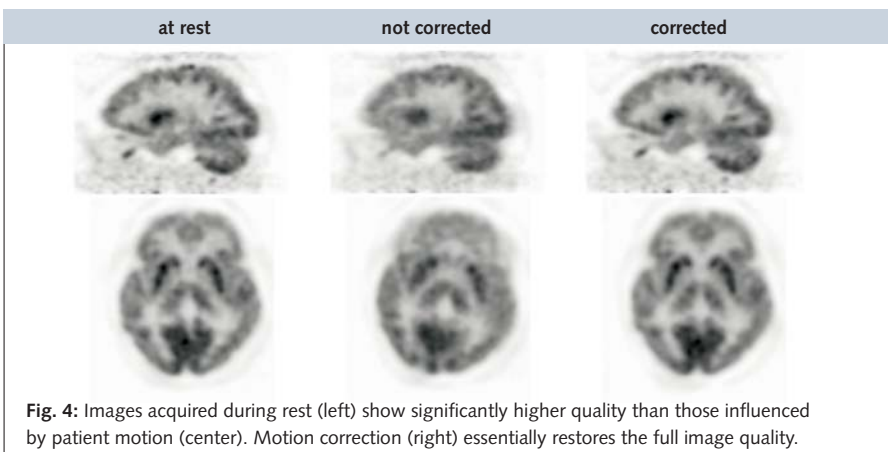 at rest not corrected corrected
Fig. 4: Images acquired during rest (left) show significantly higher quality than those influenced
by patient motion (center). Motion correction (right) essentially restores the full image quality.